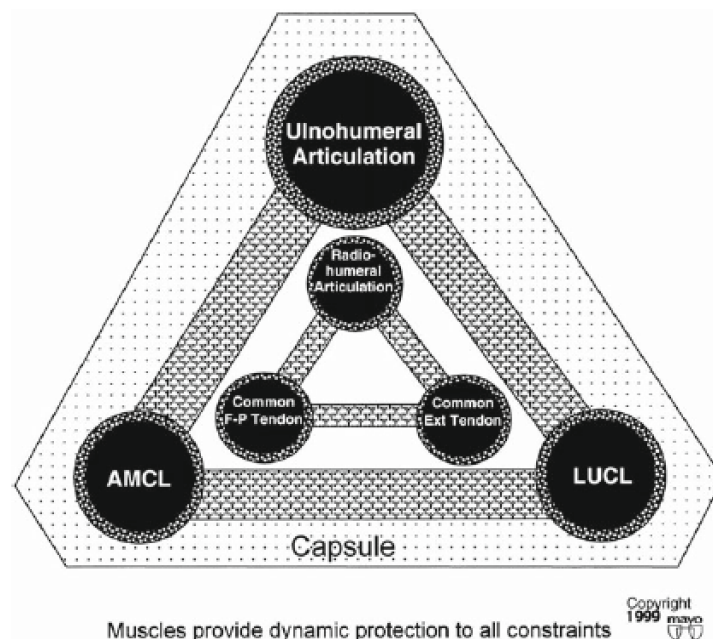 Ulnohumeral
Articulation
Radio-
humeral
Articulation
Common
F-P Tendon
Common
Ext Tendon
AMCL
LUCL
Capsule
Copyright
1999 mayo
Muscles provide dynamic protection to all constraints